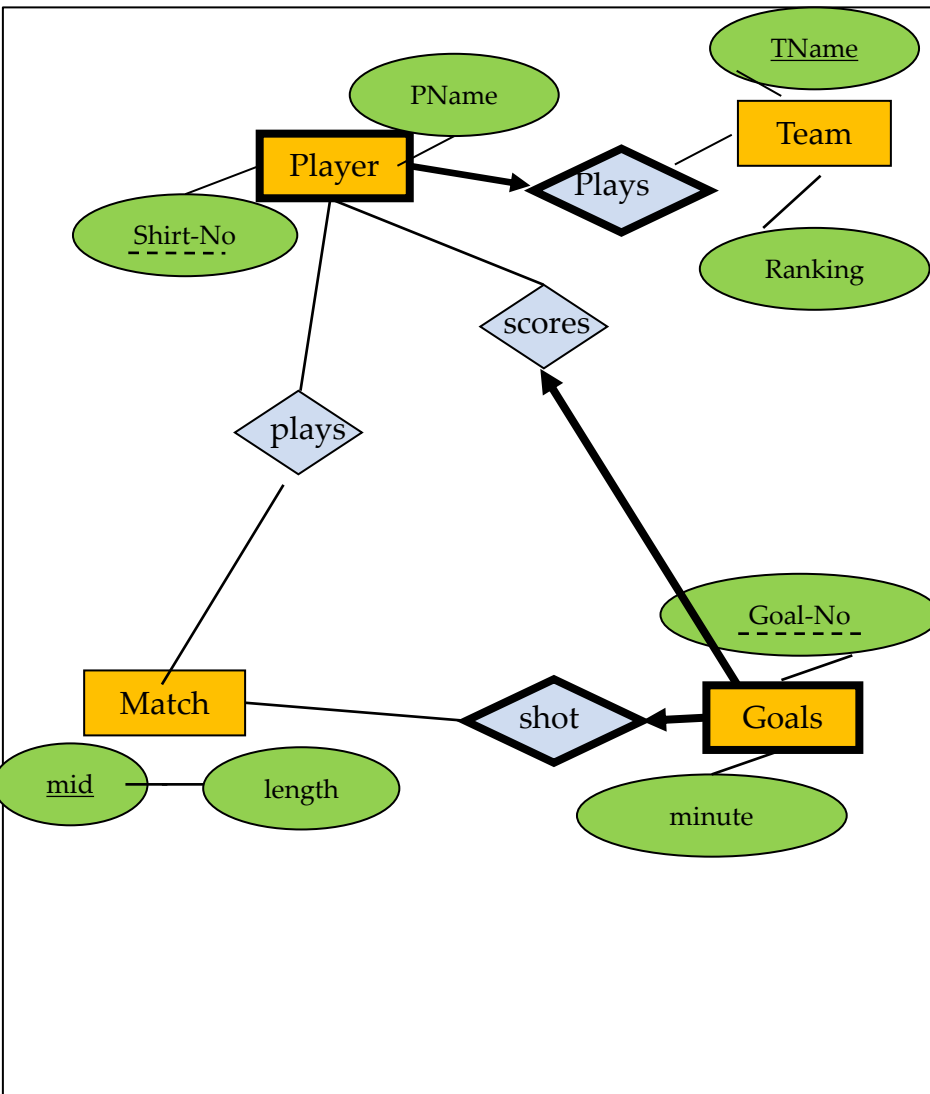 TName
PName
Team
Player
Plays
Shirt-No
Ranking
scores
plays
Goal-No
Match
shot
Goals
mid
length
minute